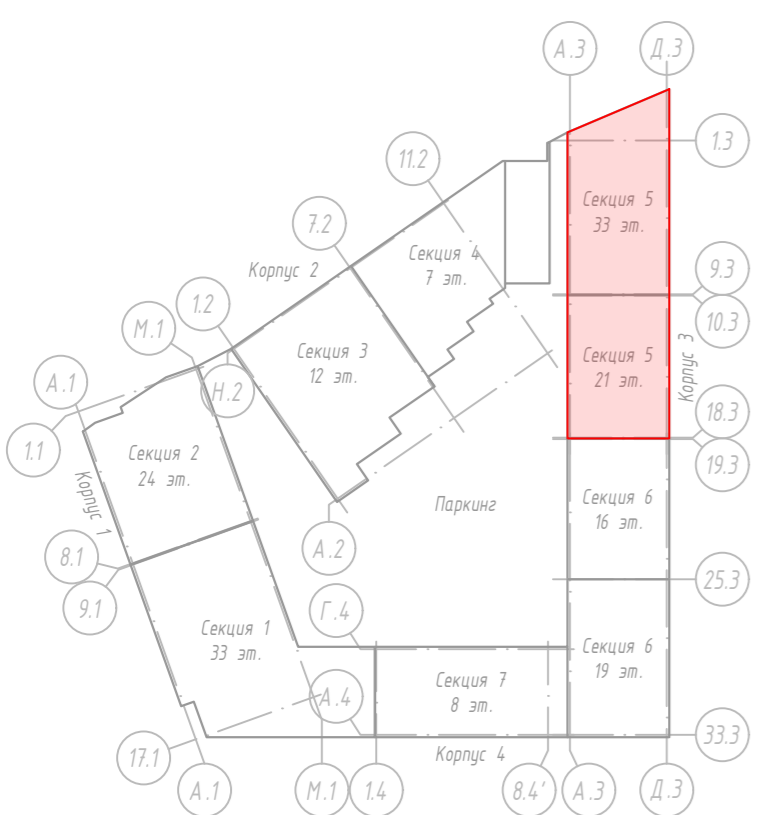 А.3
Д.3
1.3
11.2
Секция 5
33 эт.
7.2
Секция 4
7 эт.
Корпус 2
9.3
1.2
10.3
М.1
Секция 3
12 эт.
Секция 5
21 эт.
Корпус 3
А.1
Н.2
18.3
1.1
Секция 2
24 эт.
19.3
Корпус 1
Паркинг
Секция 6
16 эт.
А.2
8.1
25.3
9.1
Г.4
Секция 1
33 эт.
Секция 6
19 эт.
А.4
Секция 7
8 эт.
33.3
17.1
Корпус 4
А.1
М.1
1.4
8.4'
А.3
Д.3